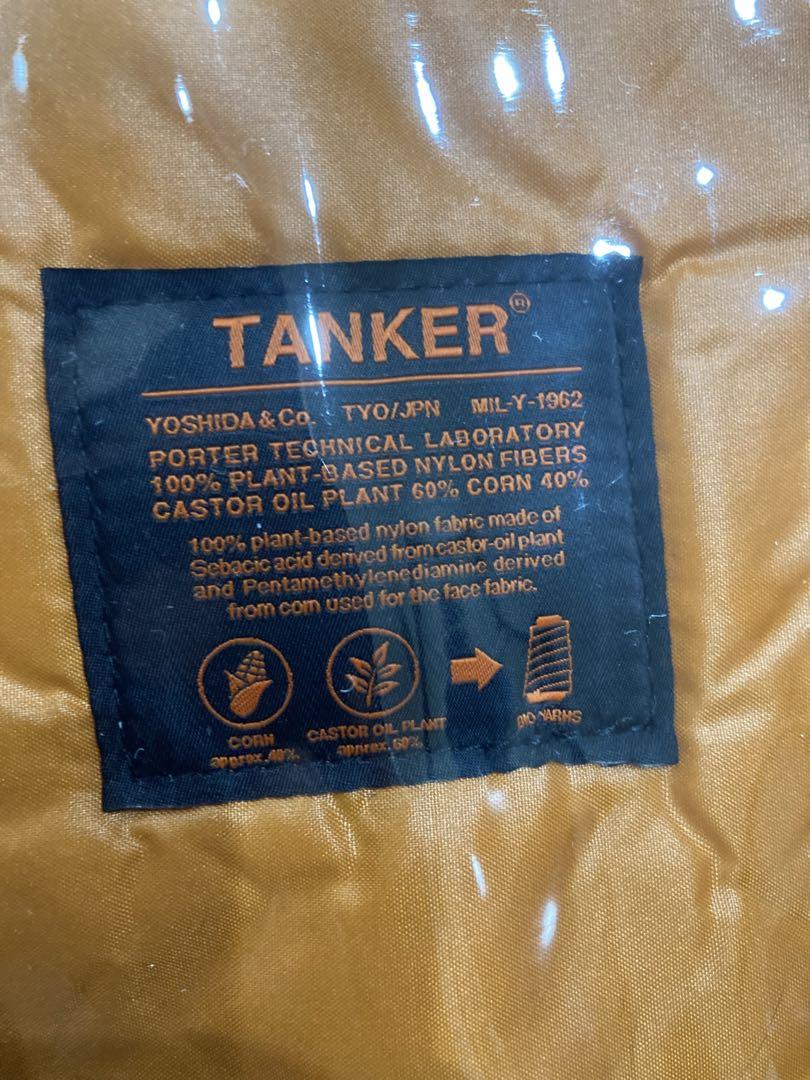 TANKER®
YOSHIDA & Co. TYO/JPN MIL-Y-1962
PORTER TECHNICAL LABORATORY
100% PLANT-BASED NYLON FIBERS
CASTOR OIL PLANT 60% CORN 40%
100% plant-based nylon fabric made of
Sebacic acid derived from castor-oil plant
and Pentamethylenediamine derived
from corn used for the face fabric.
CORN
approx. 40%
CASTOR OIL PLANT
approx. 60%
BIO YARNS